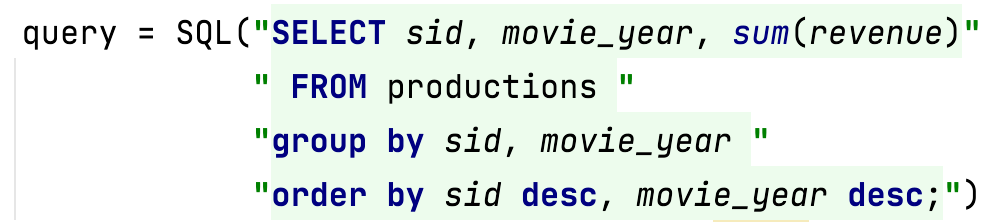 query = SQL("SELECT sid, movie_year, sum(revenue)"
" FROM productions "
"group by sid, movie_year "
"order by sid desc, movie_year desc;")